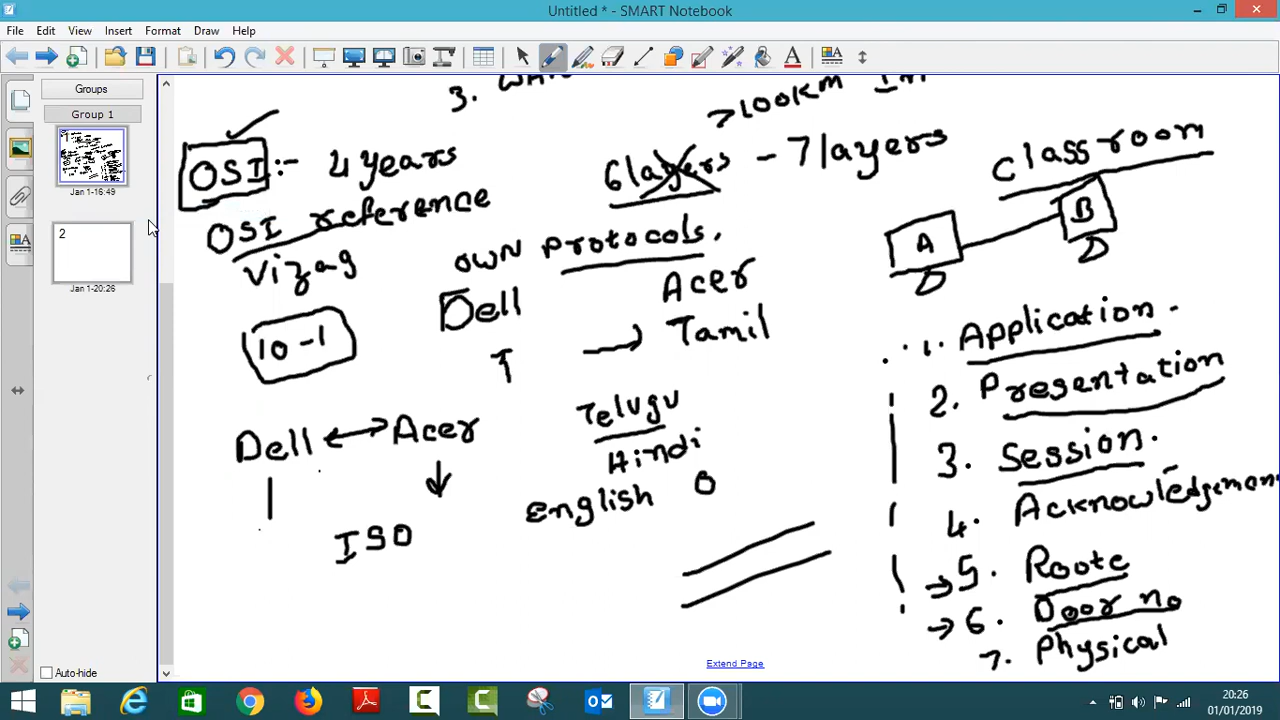 Untitled * - SMART Notebook
File Edit View Insert Format Draw Help
Groups
Group 1
1
Jan 1-16:49
2
Jan 1-20:26
Auto-hide
3.
>100km
OSI :- 4 years
6 layers - 7 layers
Classroom
OSI reference
Vizag
OWN Protocols.
A B
Dell Acer
10-1
T → Tamil
1. Application.
2. Presentation
Dell ↔ Acer
Telugu
Hindi
3. Session.
English O
4. Acknowledgement
ISO
→ 5. Roote
→ 6. Door no
7. Physical
Extend Page
20:26
01/01/2019